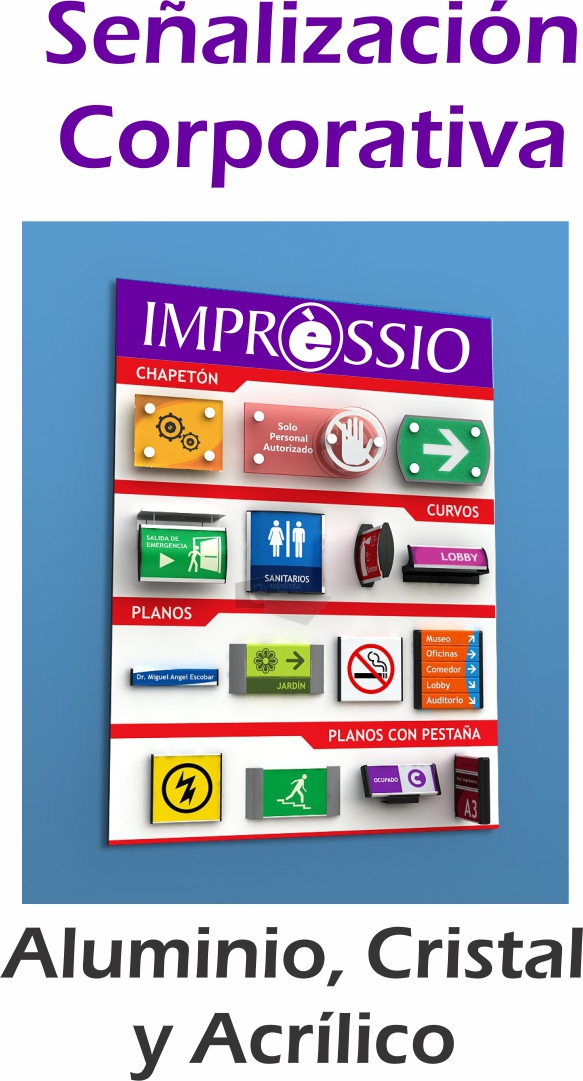 Señalización
Corporativa
IMPRèSSIO
CHAPETÓN
Solo
Personal
Autorizado
CURVOS
SALIDA DE
EMERGENCIA
SANITARIOS
LOBBY
PLANOS
Dr. Miguel Angel Escobar
JARDÍN
Museo
Oficinas
Comedor
Lobby
Auditorio
PLANOS CON PESTAÑA
OCUPADO
C
A3
Aluminio, Cristal
y Acrílico